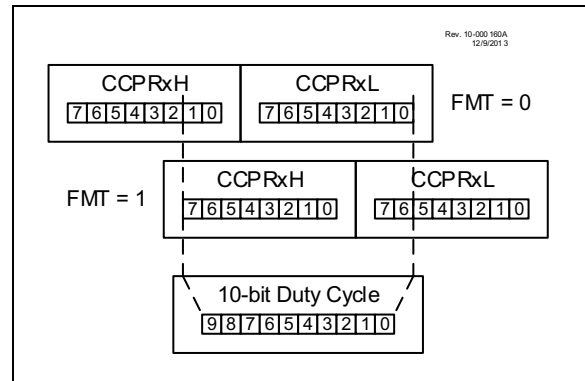 Rev. 10-000 160A
12/9/2013
CCPRxH CCPRxL
7 6 5 4 3 2 1 0 7 6 5 4 3 2 1 0
FMT = 0
CCPRxH CCPRxL
FMT = 1
7 6 5 4 3 2 1 0 7 6 5 4 3 2 1 0
10-bit Duty Cycle
9 8 7 6 5 4 3 2 1 0